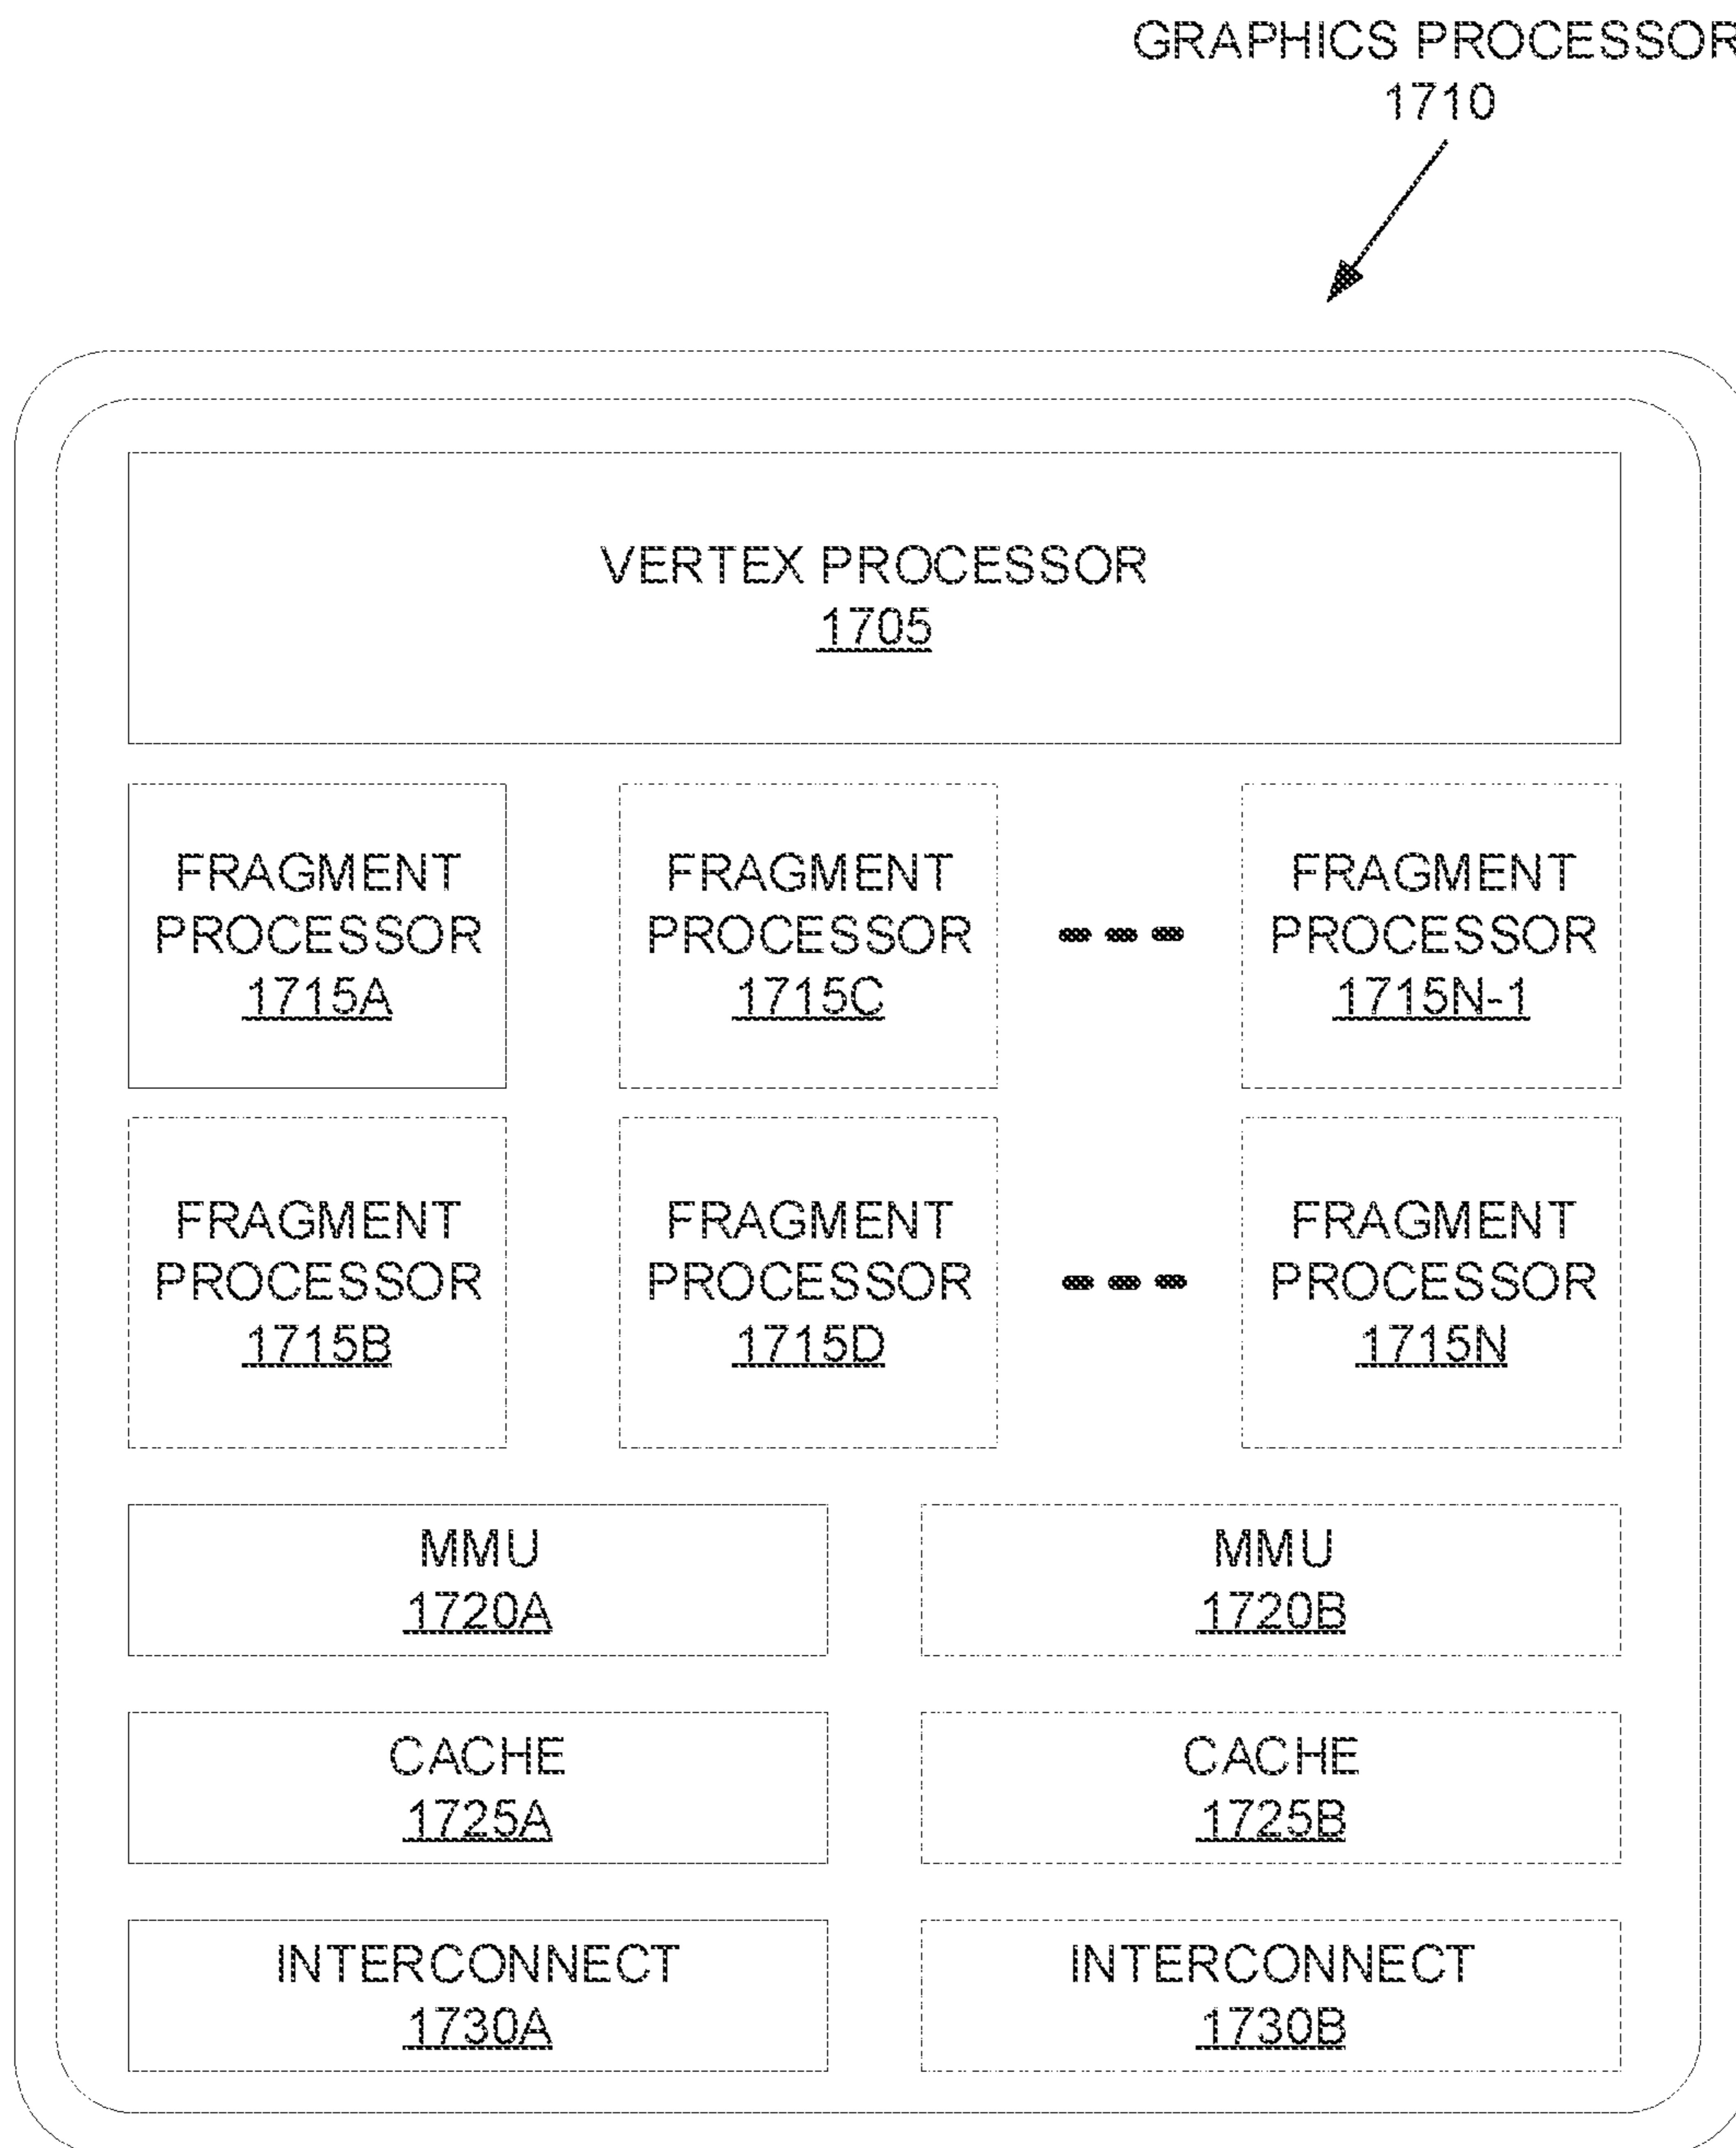 GRAPHICS PROCESSOR
1710
VERTEX PROCESSOR
1705
FRAGMENT
PROCESSOR
1715A
FRAGMENT
PROCESSOR
1715C
FRAGMENT
PROCESSOR
1715N-1
FRAGMENT
PROCESSOR
1715B
FRAGMENT
PROCESSOR
1715D
FRAGMENT
PROCESSOR
1715N
MMU
1720A
MMU
1720B
CACHE
1725A
CACHE
1725B
INTERCONNECT
1730A
INTERCONNECT
1730B